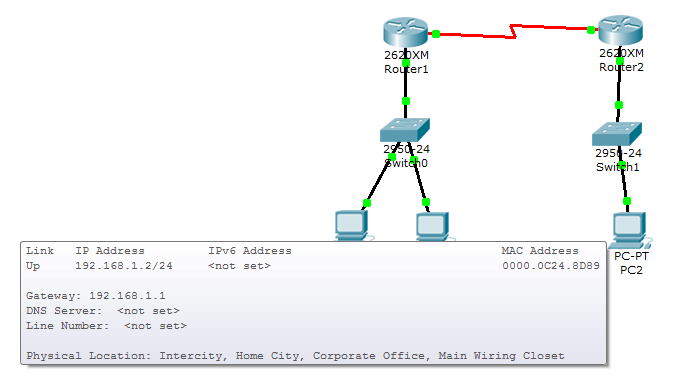 2620XM
Router1
2620XM
Router2
2950-24
Switch0
2950-24
Switch1
PC-PT
PC2
Link IP Address IPv6 Address MAC Address
Up 192.168.1.2/24 <not set> 0000.0C24.8D89
Gateway: 192.168.1.1
DNS Server: <not set>
Line Number: <not set>
Physical Location: Intercity, Home City, Corporate Office, Main Wiring Closet